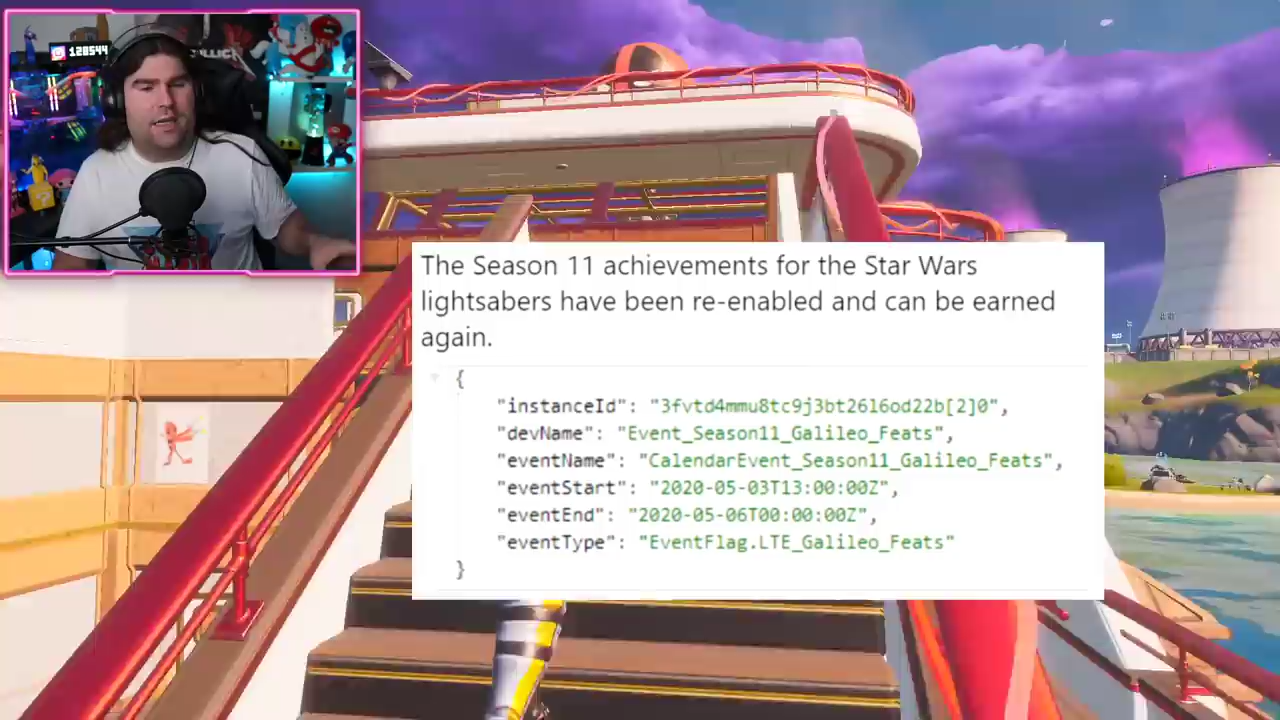 128544
The Season 11 achievements for the Star Wars
lightsabers have been re-enabled and can be earned
again.
{
"instanceId": "3fvtd4mmu8tc9j3bt26l6od22b[2]0",
"devName": "Event_Season11_Galileo_Feats",
"eventName": "CalendarEvent_Season11_Galileo_Feats",
"eventStart": "2020-05-03T13:00:00Z",
"eventEnd": "2020-05-06T00:00:00Z",
"eventType": "EventFlag.LTE_Galileo_Feats"
}